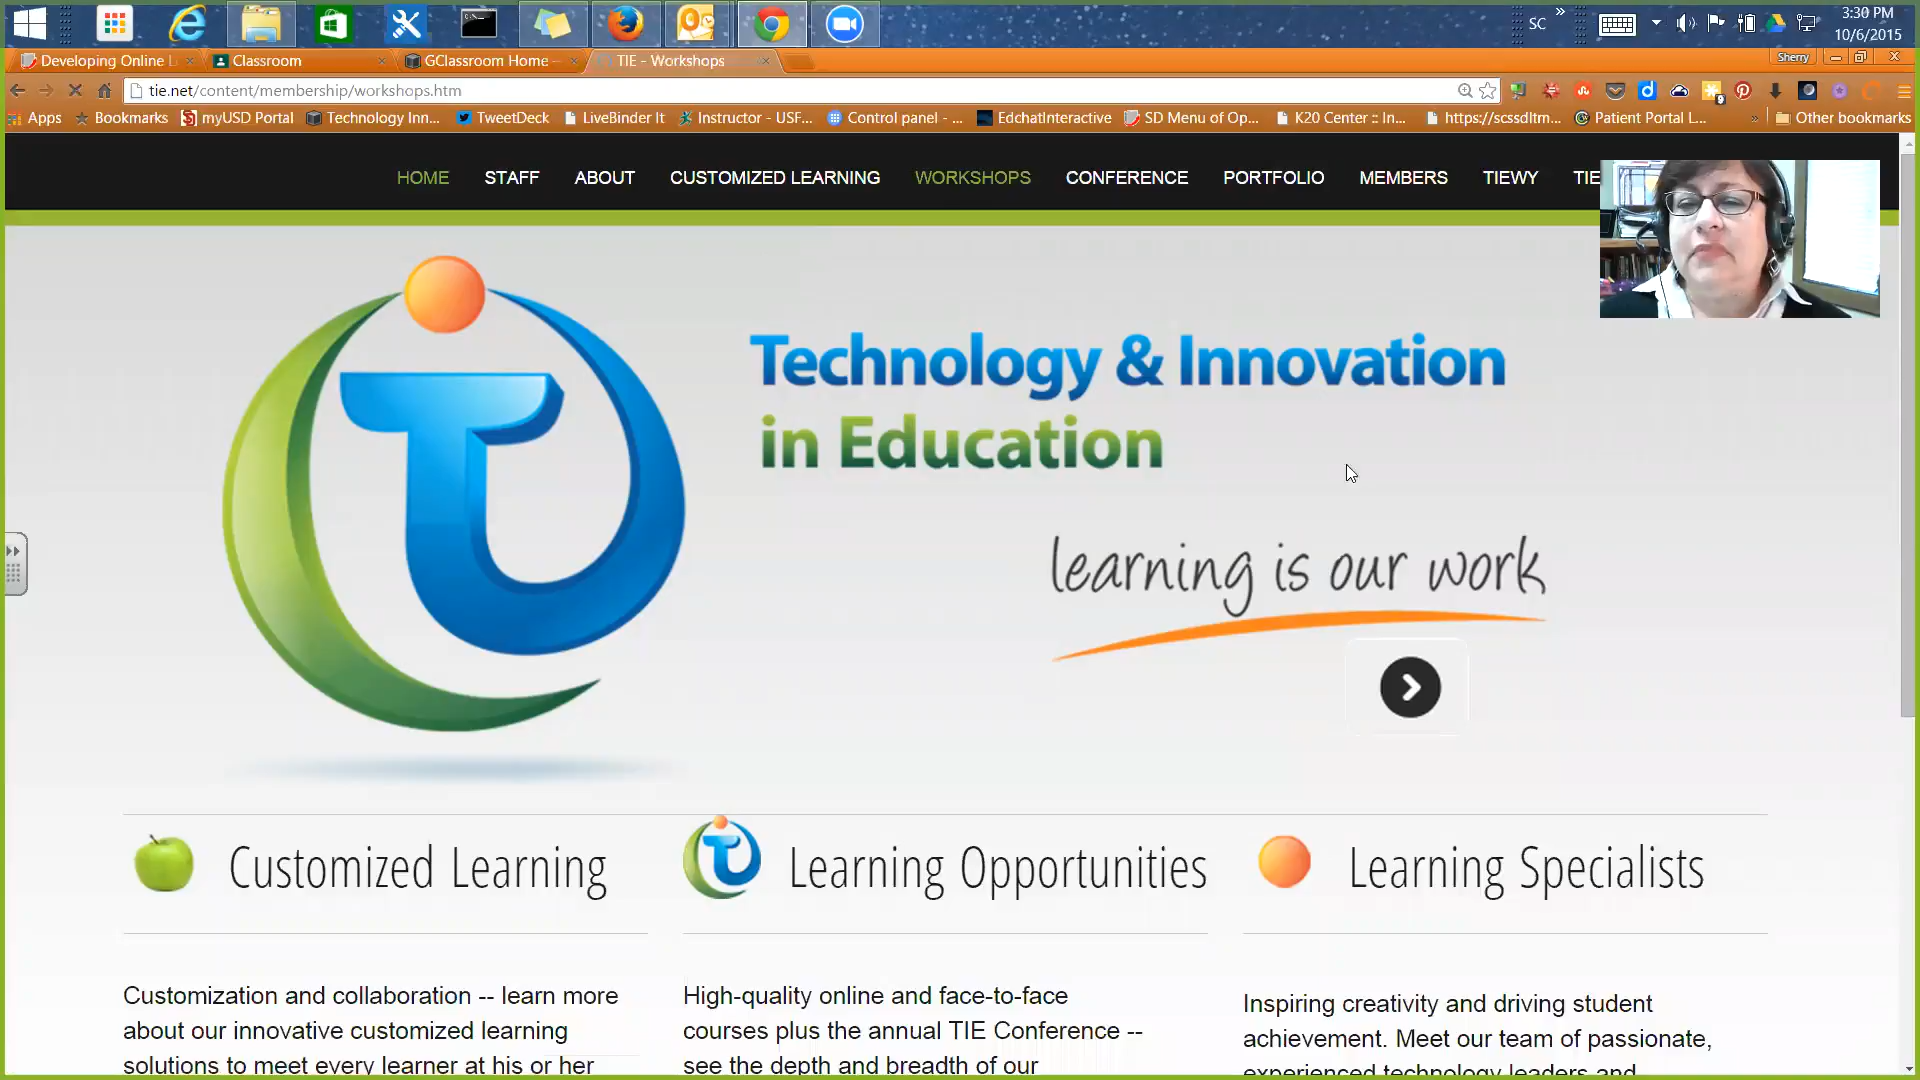 SC
»
3:30 PM
10/6/2015
Developing Online L
Classroom
GClassroom Home -
TIE - Workshops
Sherry
tie.net/content/membership/workshops.htm
Apps
Bookmarks
myUSD Portal
Technology Inn...
TweetDeck
LiveBinder It
Instructor - USF...
Control panel - ...
EdchatInteractive
SD Menu of Op...
K20 Center :: In...
https://scssdltm...
Patient Portal L...
»
Other bookmarks
HOME
STAFF
ABOUT
CUSTOMIZED LEARNING
WORKSHOPS
CONFERENCE
PORTFOLIO
MEMBERS
TIEWY
TIE
Technology & Innovation
in Education
learning is our work
Customized Learning
Customization and collaboration -- learn more
about our innovative customized learning
solutions to meet every learner at his or her
Learning Opportunities
High-quality online and face-to-face
courses plus the annual TIE Conference --
see the depth and breadth of our
Learning Specialists
Inspiring creativity and driving student
achievement. Meet our team of passionate,
experienced technology leaders and